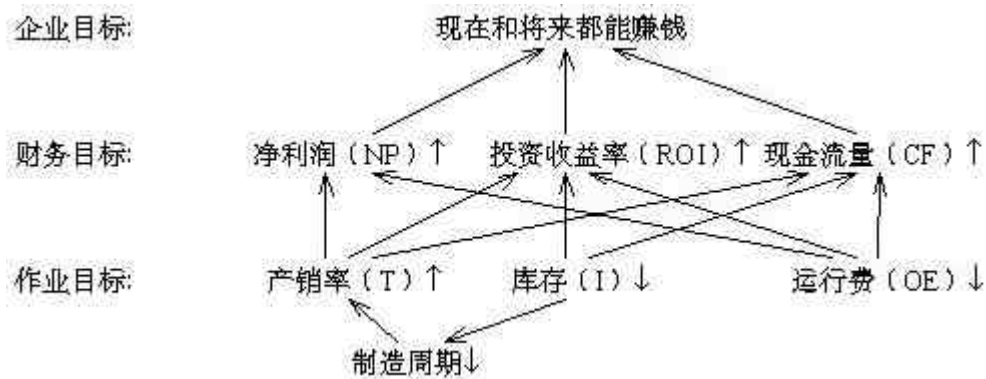 企业目标: 现在和将来都能赚钱
财务目标: 净利润（NP）↑ 投资收益率（ROI）↑ 现金流量（CF）↑
作业目标: 产销率（T）↑ 库存（I）↓ 运行费（OE）↓
制造周期↓